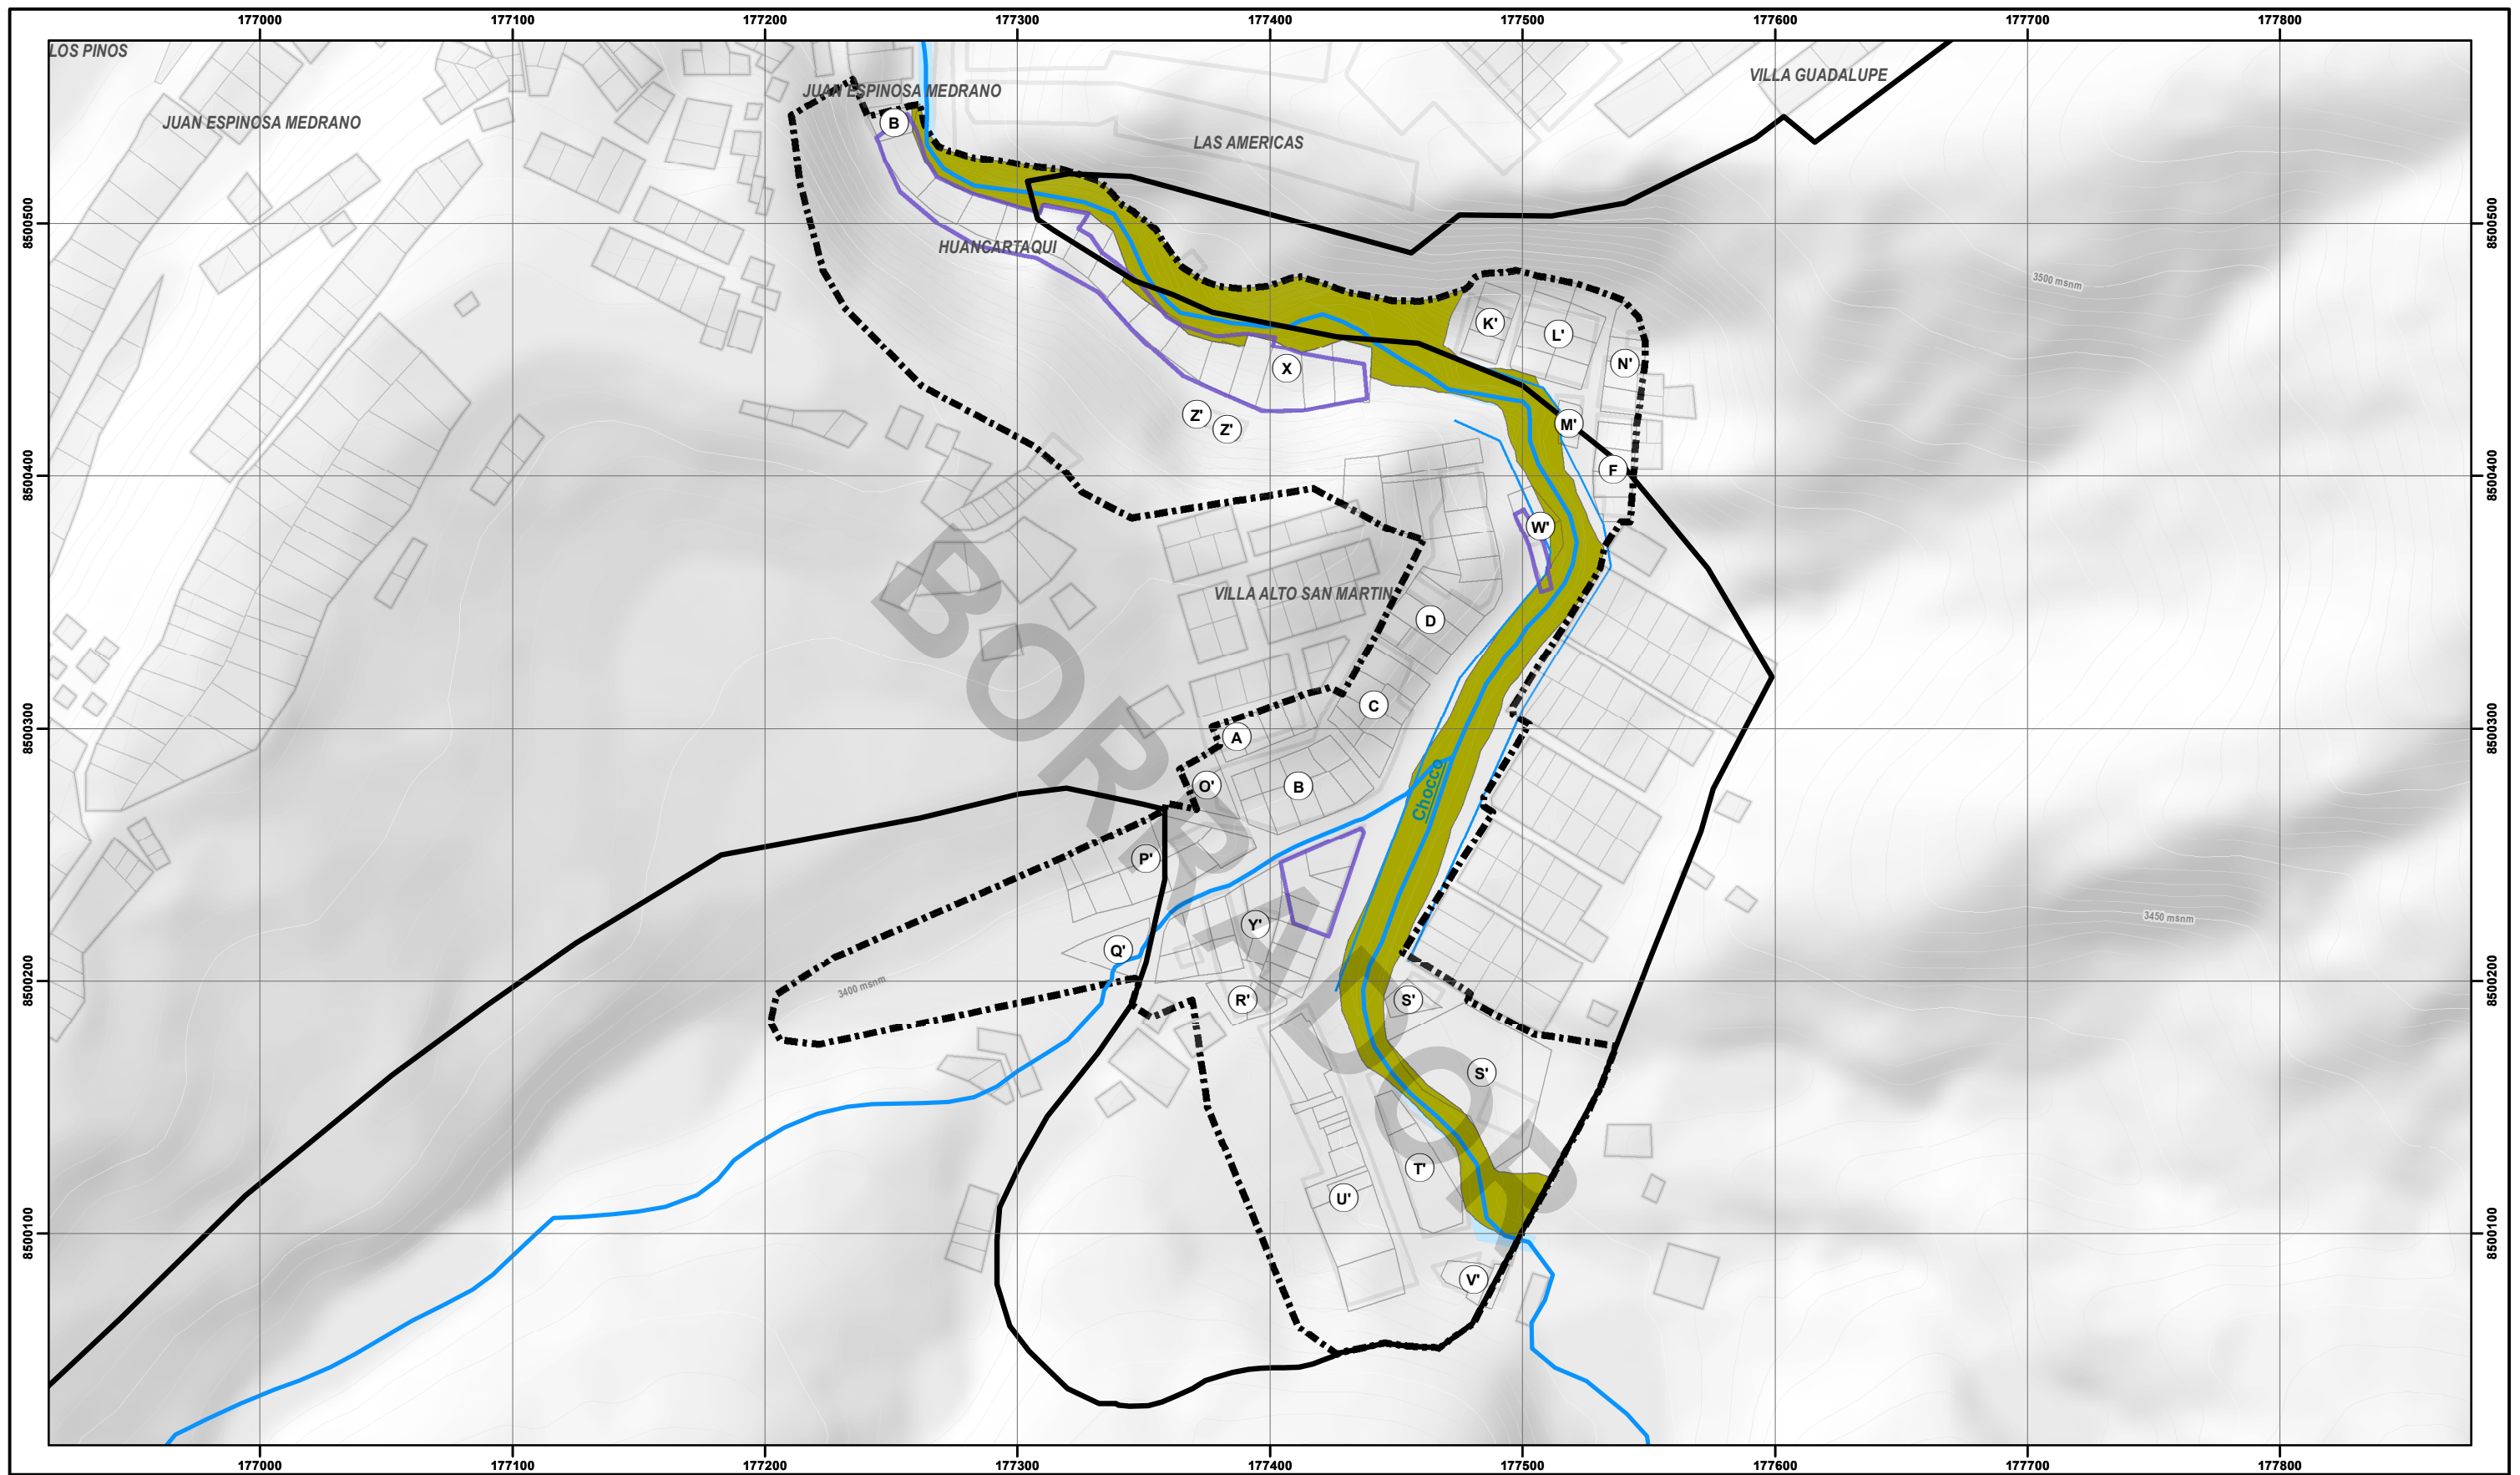 177000 177100 177200 177300 177400 177500 177600 177700 177800
LOS PINOS
VILLA GUADALUPE
JUAN ESPINOSA MEDRANO
JUAN ESPINOSA MEDRANO
B
LAS AMERICAS
8500500
8500500
HUANCARTAQUI
3500 msnm
K'
L'
N'
X
Z'
Z'
M'
F
8500400
8500400
W'
VILLA ALTO SAN MARTIN
D
C
8500300
8500300
A
O'
B
Chocco
P'
3450 msnm
Y'
Q'
8500200
8500200
3400 msnm
R'
S'
S'
T'
U'
8500100
8500100
V'
BORRADOR
177000 177100 177200 177300 177400 177500 177600 177700 177800